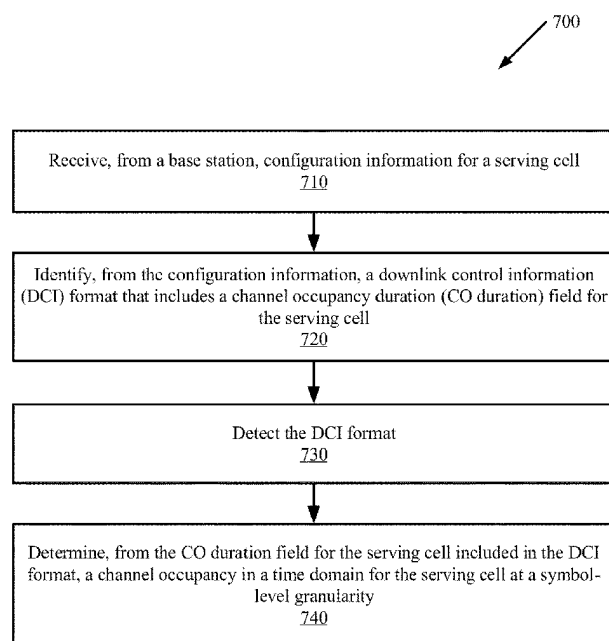 700
Receive, from a base station, configuration information for a serving cell
710
Identify, from the configuration information, a downlink control information
(DCI) format that includes a channel occupancy duration (CO duration) field for
the serving cell
720
Detect the DCI format
730
Determine, from the CO duration field for the serving cell included in the DCI
format, a channel occupancy in a time domain for the serving cell at a symbol-
level granularity
740